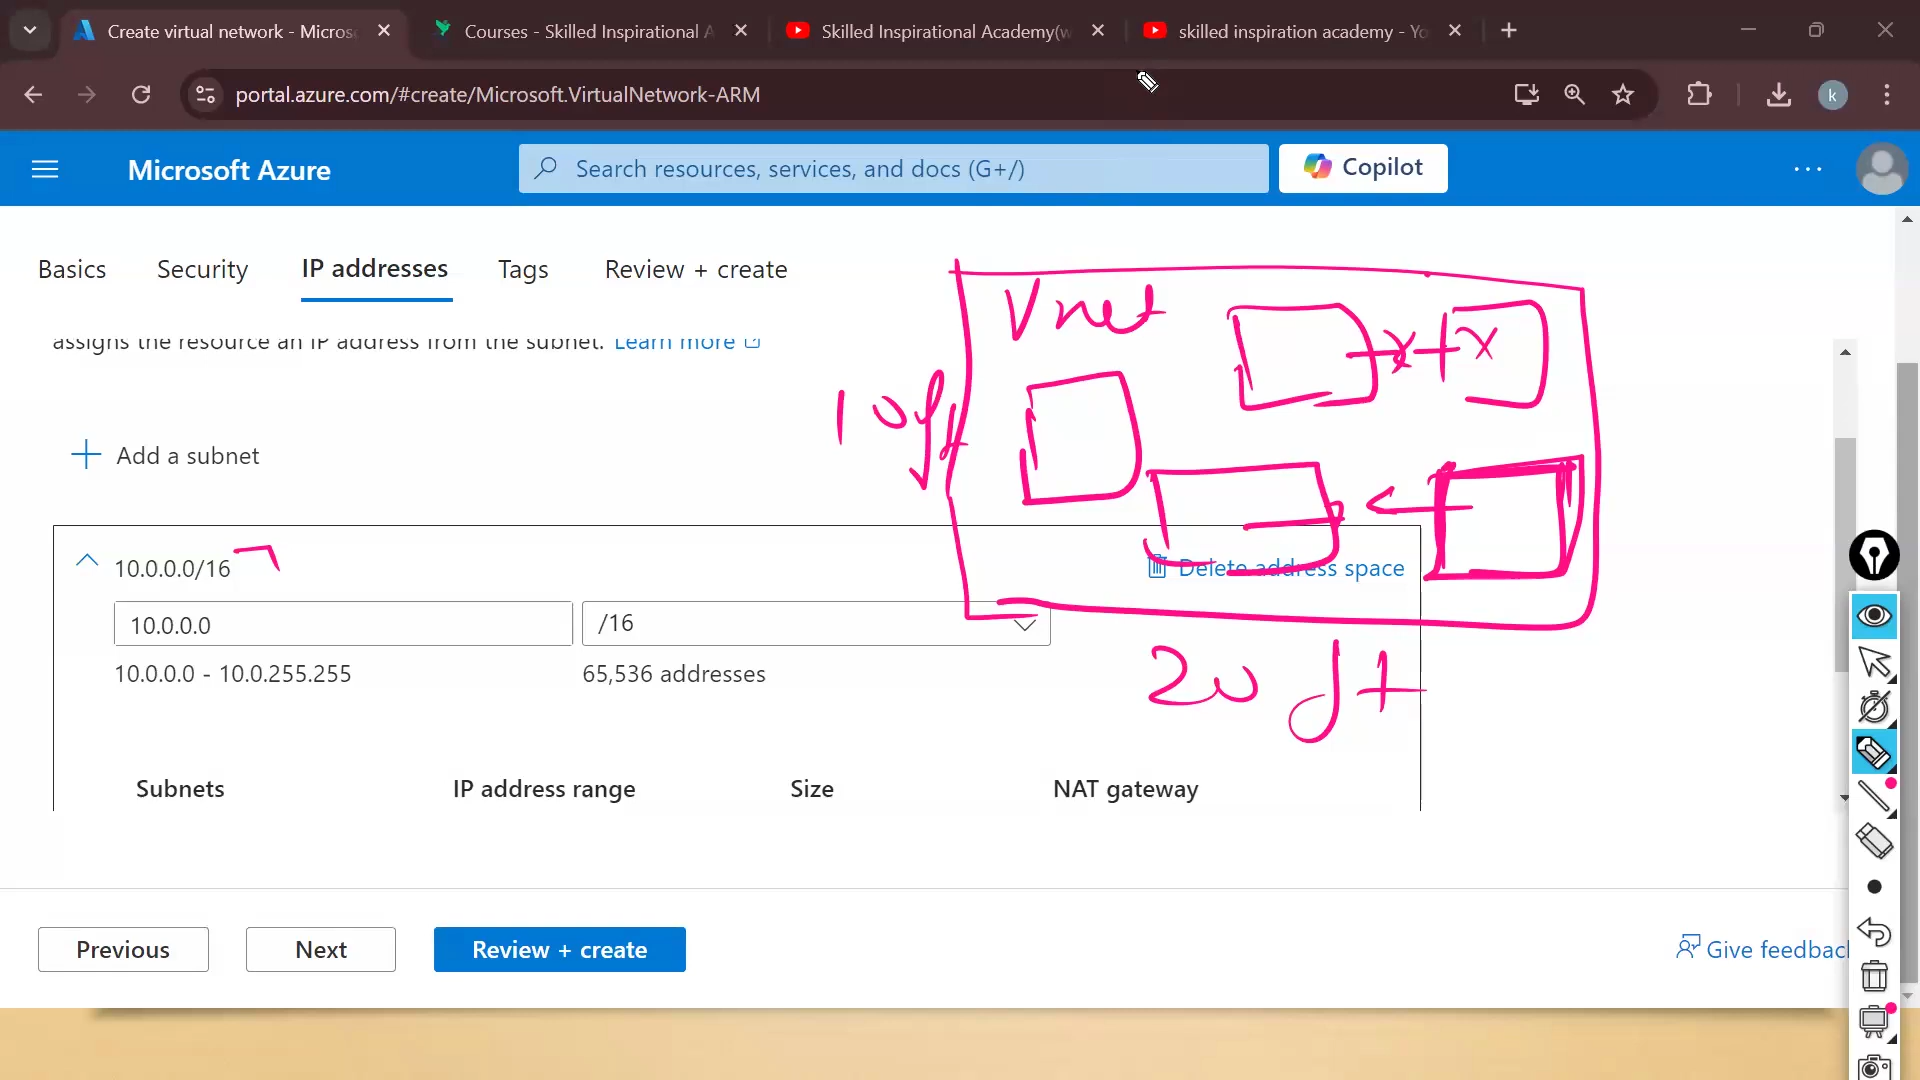 Create virtual network - Micros
Courses - Skilled Inspirational A
Skilled Inspirational Academy(w
skilled inspiration academy - Yo
portal.azure.com/#create/Microsoft.VirtualNetwork-ARM
k
Microsoft Azure
Search resources, services, and docs (G+/)
Copilot
Basics
Security
IP addresses
Tags
Review + create
assigns the resource an IP address from the subnet. Learn more
Vnet
x x
10ft
Add a subnet
10.0.0.0/16
Delete address space
10.0.0.0
/16
10.0.0.0 - 10.0.255.255
65,536 addresses
20 ft
Subnets
IP address range
Size
NAT gateway
Previous
Next
Review + create
Give feedbac